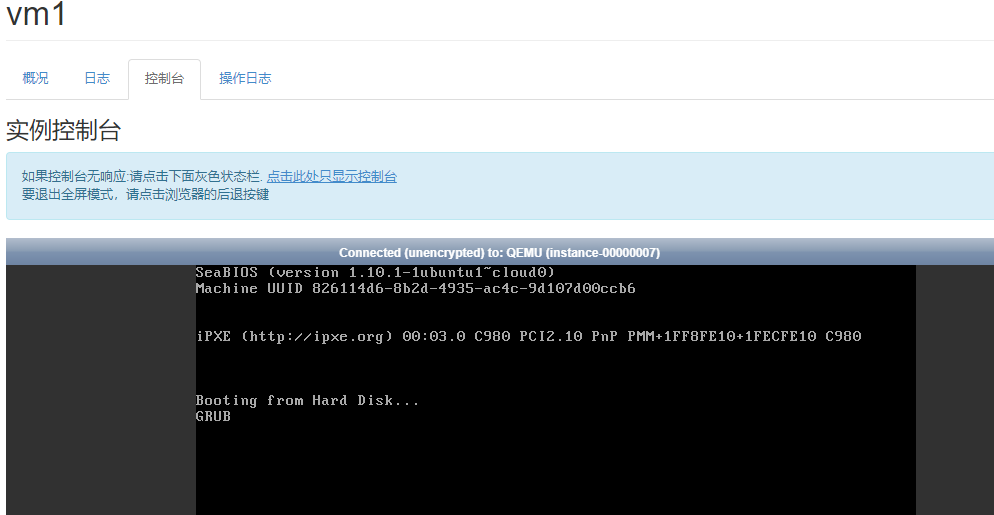 vm1
概况 日志 控制台 操作日志
实例控制台
如果控制台无响应:请点击下面灰色状态栏. 点击此处只显示控制台
要退出全屏模式，请点击浏览器的后退按键
Connected (unencrypted) to: QEMU (instance-00000007)
SeaBIOS (version 1.10.1-1ubuntu1~cloud0)
Machine UUID 826114d6-8b2d-4935-ac4c-9d107d00ccb6
iPXE (http://ipxe.org) 00:03.0 C980 PCI2.10 PnP PMM+1FF8FE10+1FECFE10 C980
Booting from Hard Disk...
GRUB